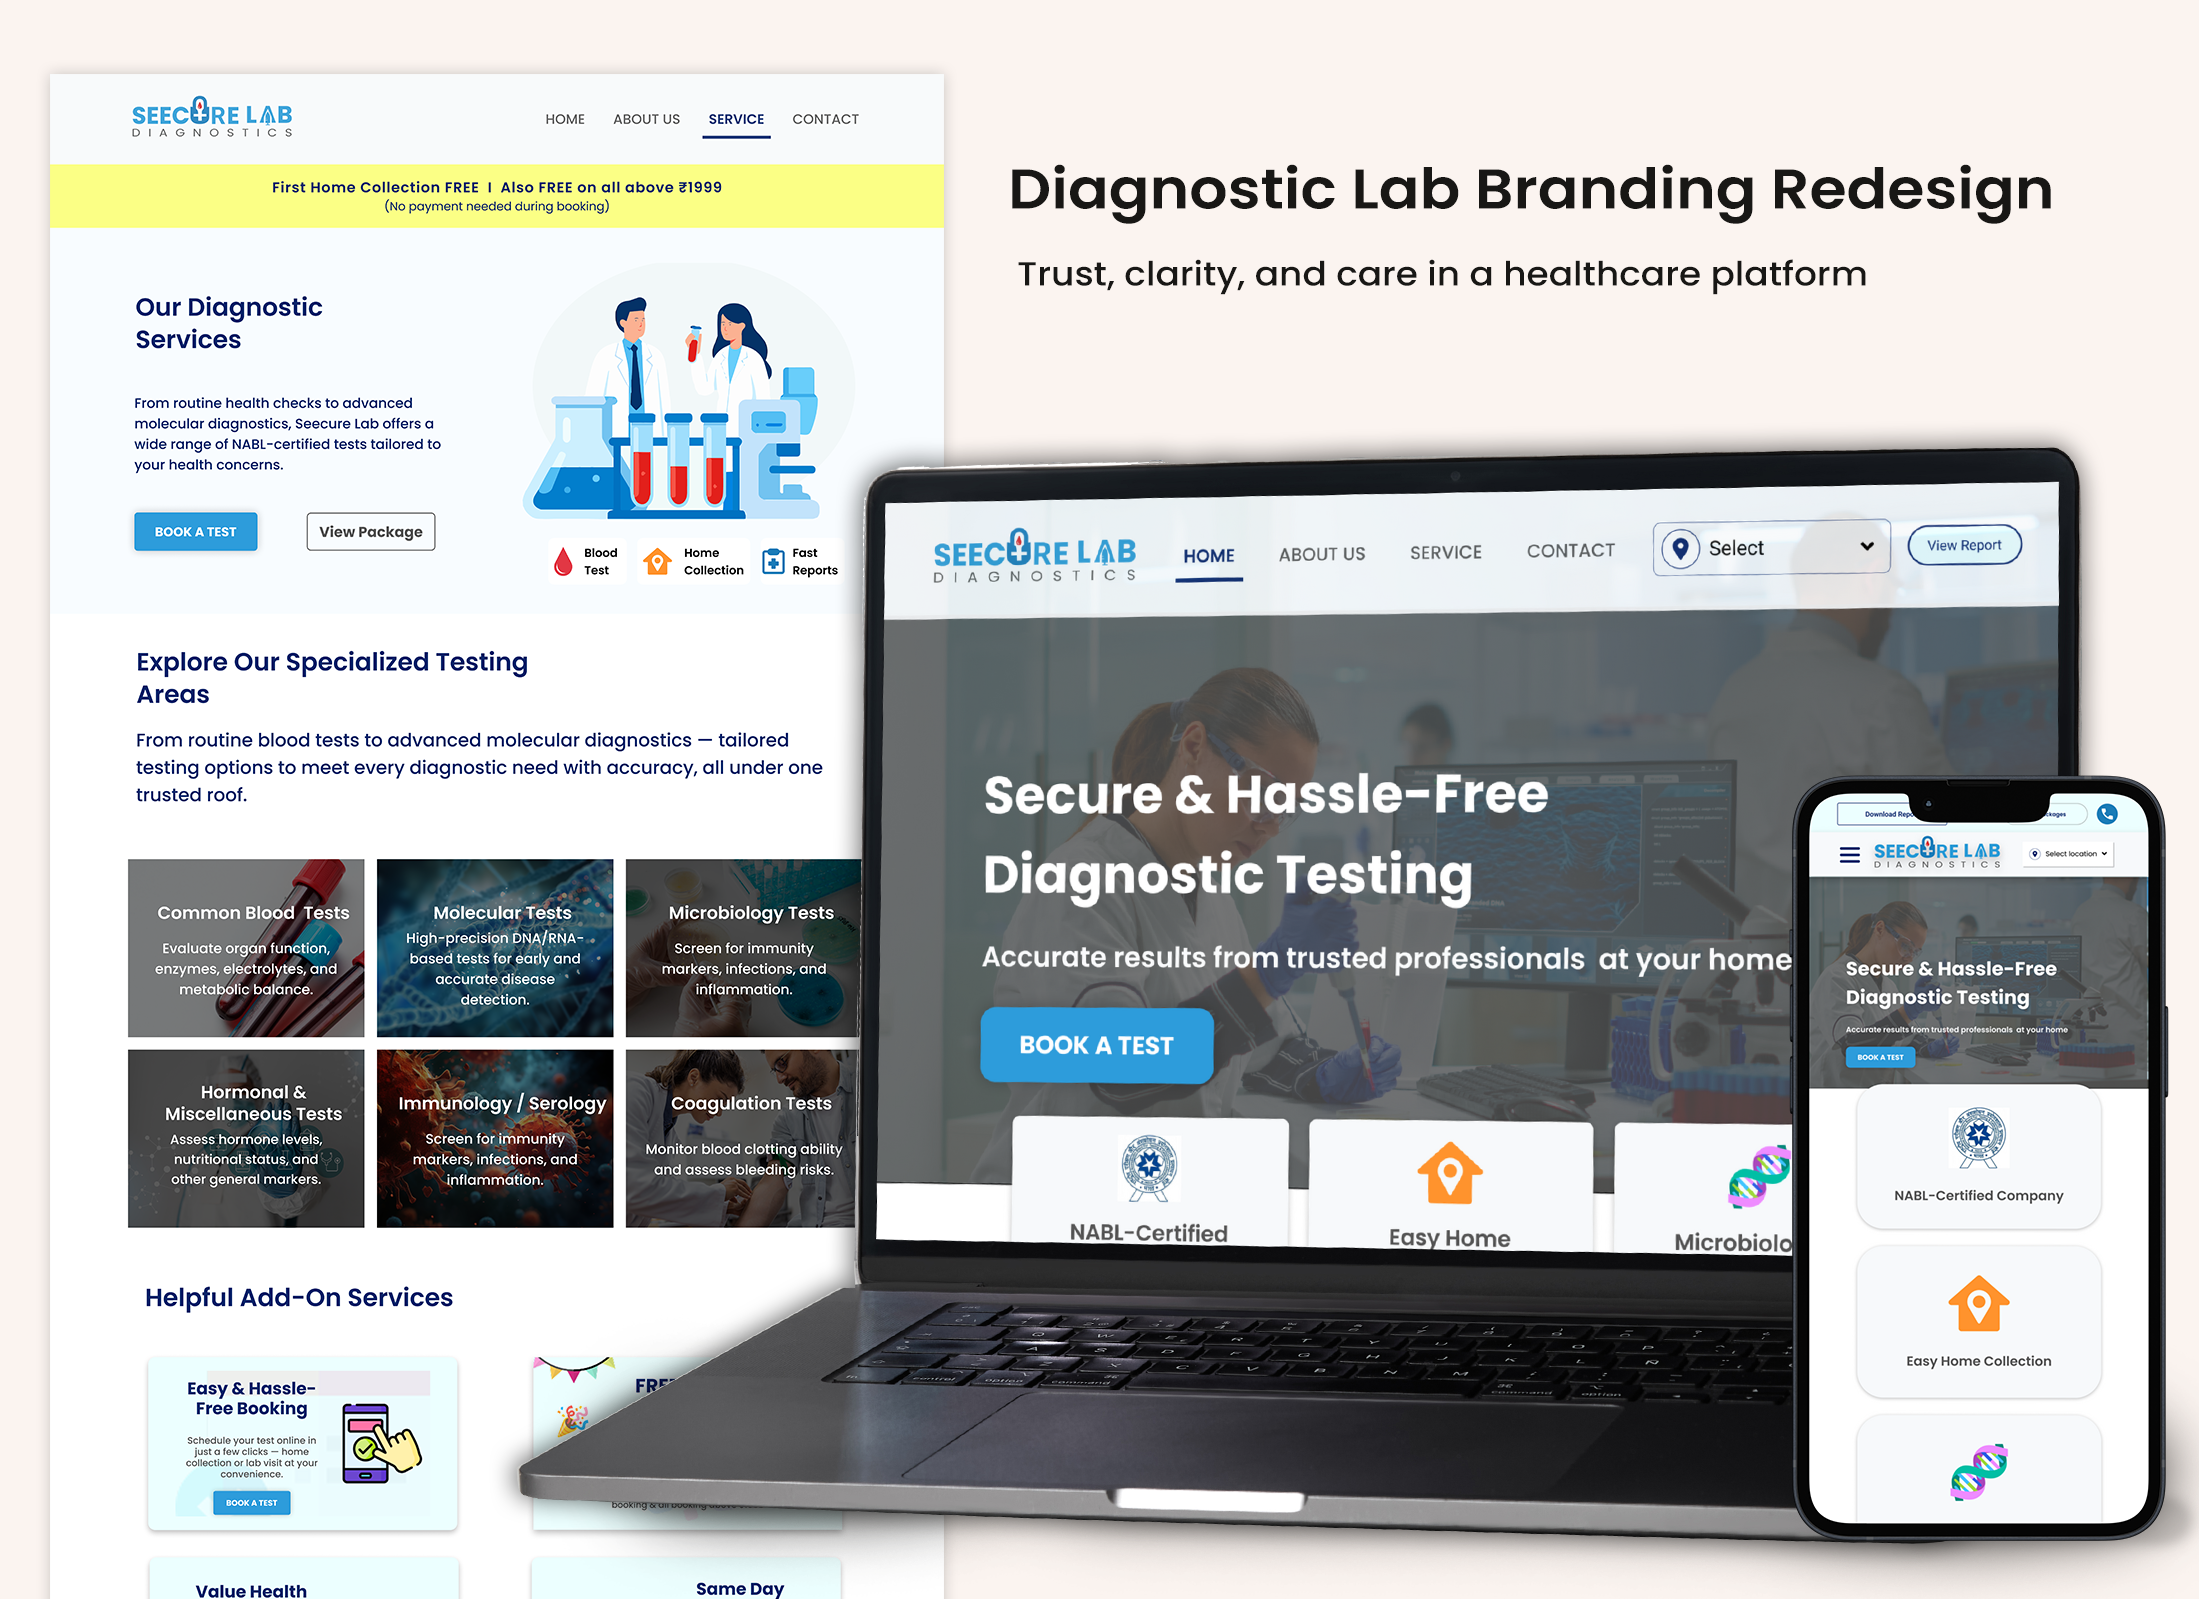 SEECURE LAB
DIAGNOSTICS
HOME
ABOUT US
SERVICE
CONTACT
First Home Collection FREE I Also FREE on all above ₹1999
(No payment needed during booking)
Our Diagnostic
Services
From routine health checks to advanced
molecular diagnostics, Seecure Lab offers a
wide range of NABL-certified tests tailored to
your health concerns.
BOOK A TEST
View Package
Blood
Test
Home
Collection
Fast
Reports
Explore Our Specialized Testing
Areas
From routine blood tests to advanced molecular diagnostics — tailored
testing options to meet every diagnostic need with accuracy, all under one
trusted roof.
Common Blood Tests
Evaluate organ function,
enzymes, electrolytes, and
metabolic balance.
Molecular Tests
High-precision DNA/RNA-
based tests for early and
accurate disease
detection.
Microbiology Tests
Screen for immunity
markers, infections, and
inflammation.
Hormonal &
Miscellaneous Tests
Assess hormone levels,
nutritional status, and
other general markers.
Immunology / Serology
Screen for immunity
markers, infections, and
inflammation.
Coagulation Tests
Monitor blood clotting ability
and assess bleeding risks.
Helpful Add-On Services
Easy & Hassle-
Free Booking
Schedule your test online in
just a few clicks — home
collection or lab visit at your
convenience.
BOOK A TEST
FREE
booking & all booking
Value Health
Same Day
Diagnostic Lab Branding Redesign
Trust, clarity, and care in a healthcare platform
SEECURE LAB
DIAGNOSTICS
HOME
ABOUT US
SERVICE
CONTACT
Select
View Report
Secure & Hassle-Free
Diagnostic Testing
Accurate results from trusted professionals at your home
BOOK A TEST
NABL-Certified
Easy Home
Microbiolo
Download Repo
ckages
SEECURE LAB
DIAGNOSTICS
Select location
Secure & Hassle-Free
Diagnostic Testing
Accurate results from trusted professionals at your home
BOOK A TEST
NABL-Certified Company
Easy Home Collection